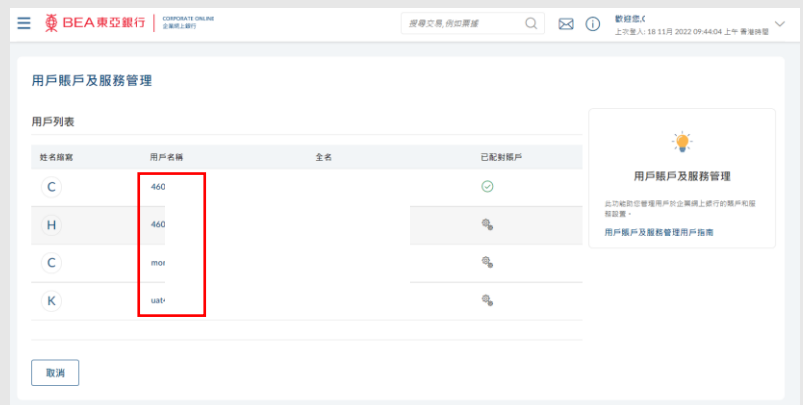 BEA東亞銀行
CORPORATE ONLINE
企業網上銀行
搜尋交易,例如票據
歡迎您,C
上次登入: 18 11月 2022 09:44:04 上午 香港時間
用戶賬戶及服務管理
用戶列表
姓名縮寫 用戶名稱 全名 已配對賬戶
C 460
H 460
C mor
K uat
取消
用戶賬戶及服務管理
此功能助您管理用戶於企業網上銀行的賬戶和服
務設置。
用戶賬戶及服務管理用戶指南